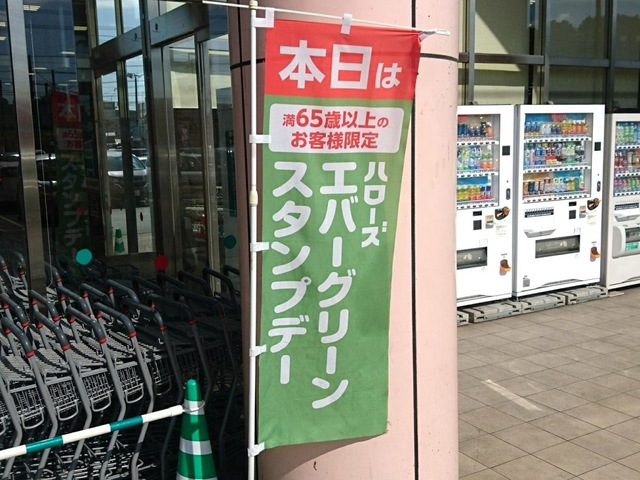 本日は
満65歳以上の
お客様限定
ハローズ
エバーグリーン
スタンプデー